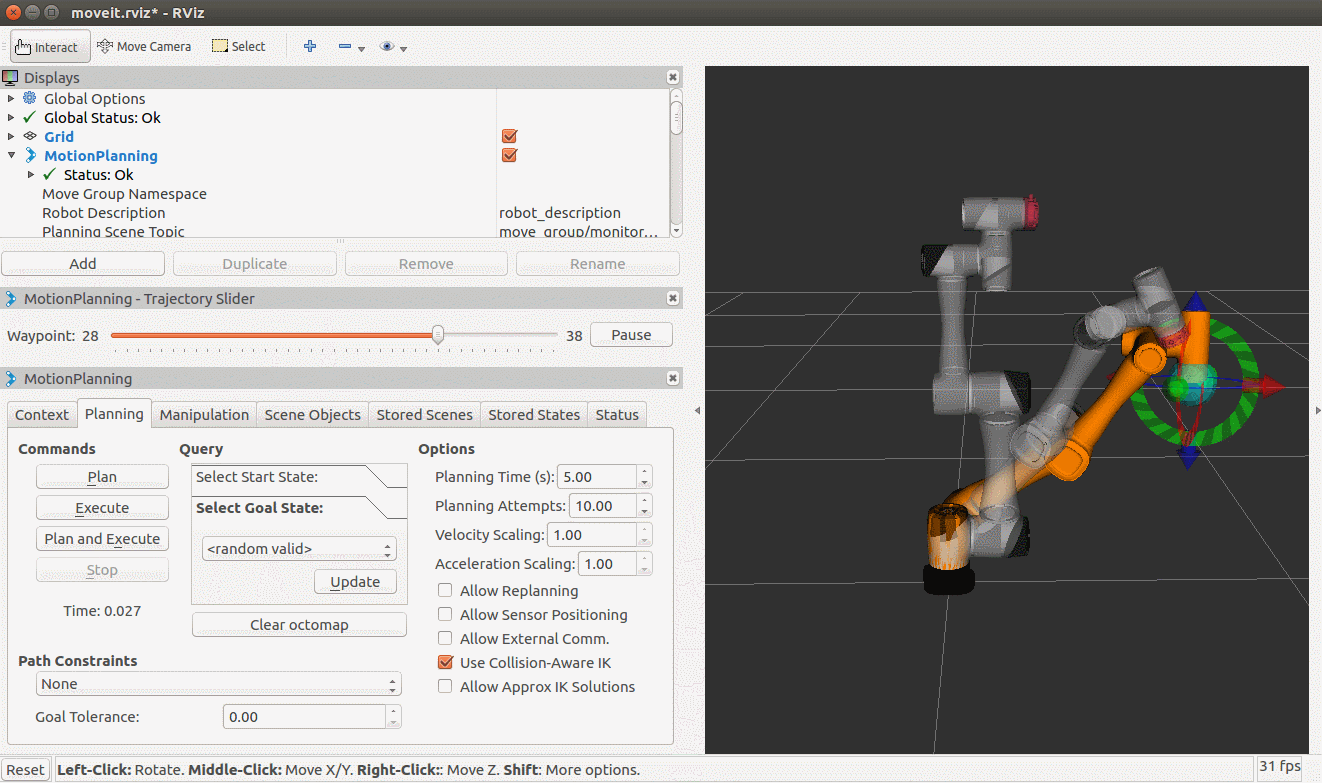 moveit.rviz* - RViz
Interact Move Camera Select
Displays
Global Options
Global Status: Ok
Grid
MotionPlanning
Status: Ok
Move Group Namespace
Robot Description robot_description
Planning Scene Topic move_group/monitor...
Add Duplicate Remove Rename
MotionPlanning - Trajectory Slider
Waypoint: 28 38 Pause
MotionPlanning
Context Planning Manipulation Scene Objects Stored Scenes Stored States Status
Commands
Plan
Execute
Plan and Execute
Stop
Time: 0.027
Query
Select Start State:
Select Goal State:
<random valid>
Update
Clear octomap
Options
Planning Time (s): 5.00
Planning Attempts: 10.00
Velocity Scaling: 1.00
Acceleration Scaling: 1.00
Allow Replanning
Allow Sensor Positioning
Allow External Comm.
Use Collision-Aware IK
Allow Approx IK Solutions
Path Constraints
None
Goal Tolerance: 0.00
Reset Left-Click: Rotate. Middle-Click: Move X/Y. Right-Click:: Move Z. Shift: More options. 31 fps